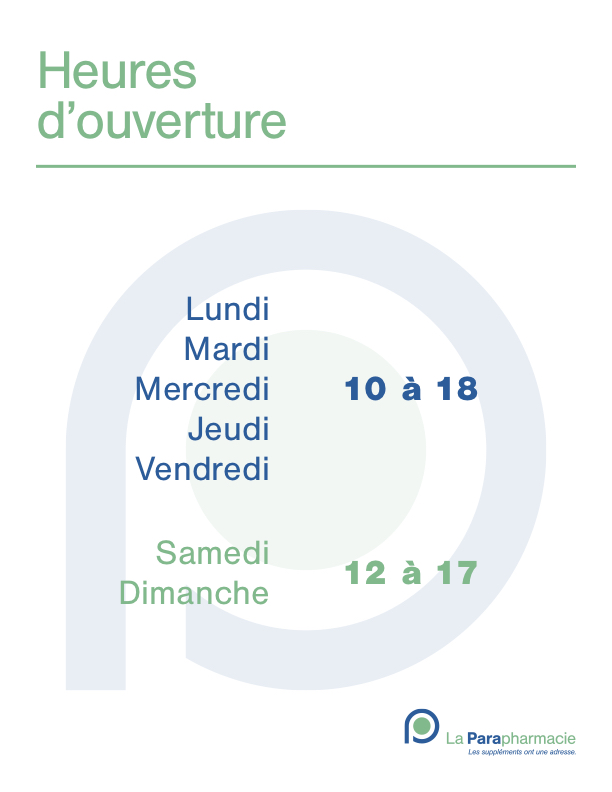 Heures
d’ouverture
Lundi
Mardi
Mercredi
Jeudi
Vendredi
10 à 18
Samedi
Dimanche
12 à 17
La Parapharmacie
Les suppléments ont une adresse.